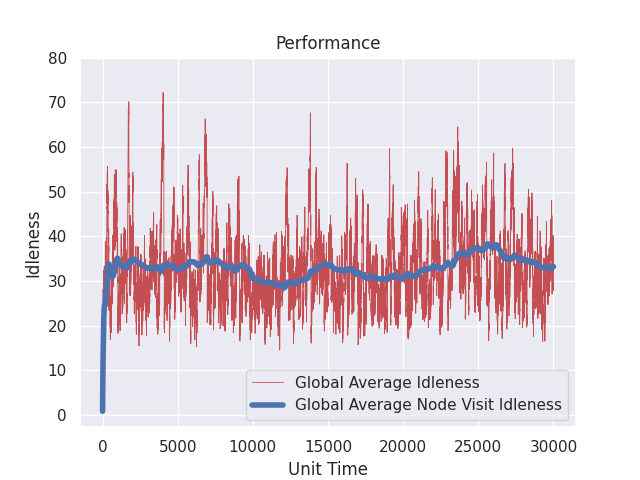 Performance
80
70
60
50
40
30
20
10
0
Idleness
Global Average Idleness
Global Average Node Visit Idleness
0 5000 10000 15000 20000 25000 30000
Unit Time